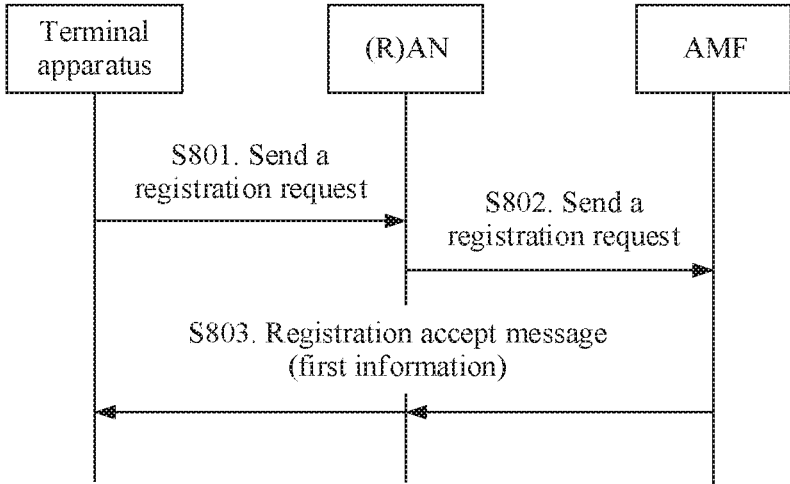 Terminal
apparatus
(R)AN
AMF
S801. Send a
registration request
S802. Send a
registration request
S803. Registration accept message
(first information)